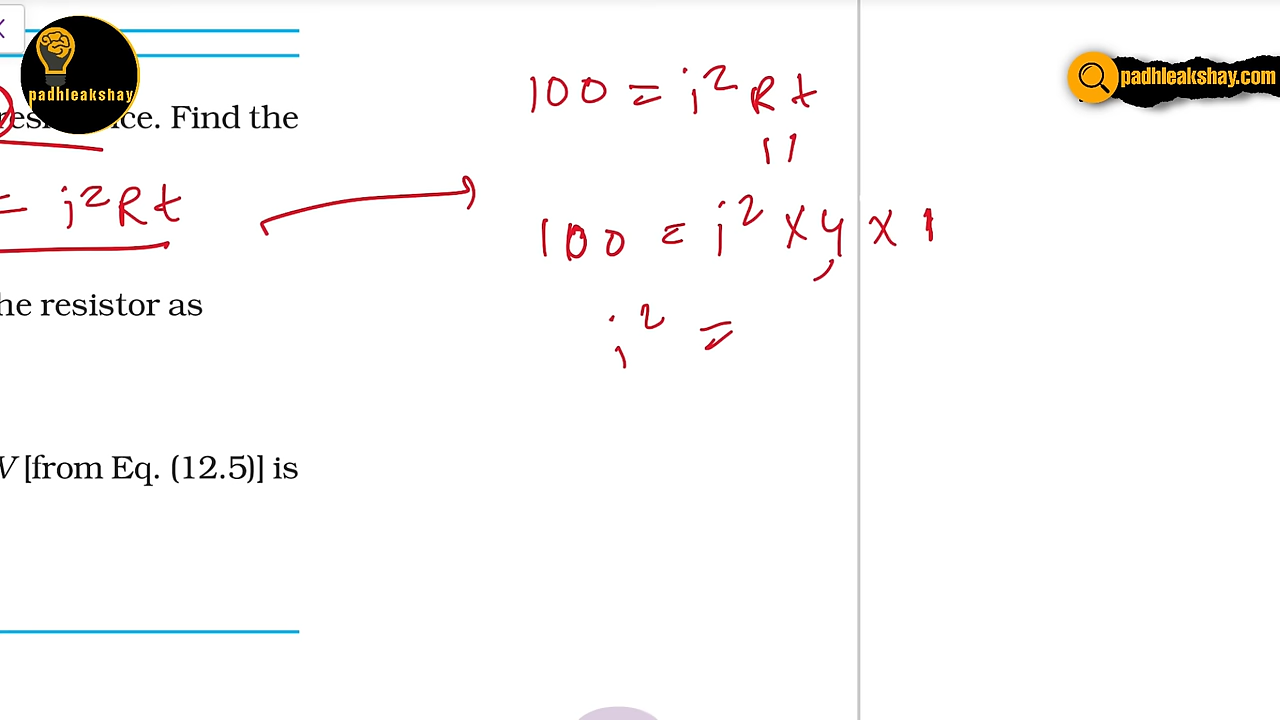 padhleakshay
padhleakshay.com
ce. Find the
= i²Rt
100 = i²Rt
100 = i² × 4 × 1
i² =
he resistor as
V [from Eq. (12.5)] is